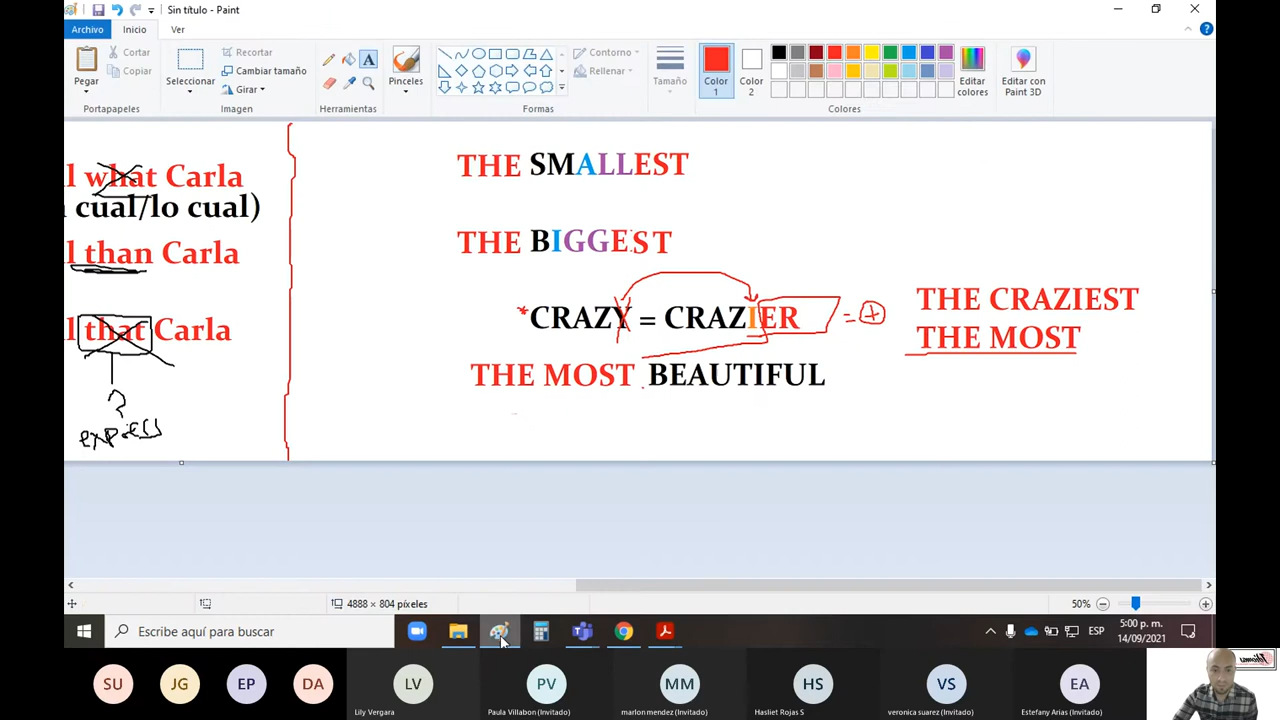 Sin título - Paint
Archivo Inicio Ver
Pegar
Cortar
Copiar
Portapapeles
Seleccionar
Recortar
Cambiar tamaño
Girar
Imagen
A
Herramientas
Pinceles
Contorno
Rellenar
Formas
Tamaño
Color 1
Color 2
Editar colores
Colores
Editar con Paint 3D
l what Carla
cual/lo cual)
l than Carla
l that Carla
?
express
THE SMALLEST
THE BIGGEST
*CRAZY = CRAZIER = +
THE CRAZIEST
THE MOST
THE MOST BEAUTIFUL
4888 × 804 píxeles
50%
Escribe aquí para buscar
ESP
5:00 p. m.
14/09/2021
SU JG EP DA LV PV MM HS VS EA
Lily Vergara
Paula Villabon (Invitado)
marlon mendez (Invitado)
Hasliet Rojas S
veronica suarez (Invitado)
Estefany Arias (Invitado)